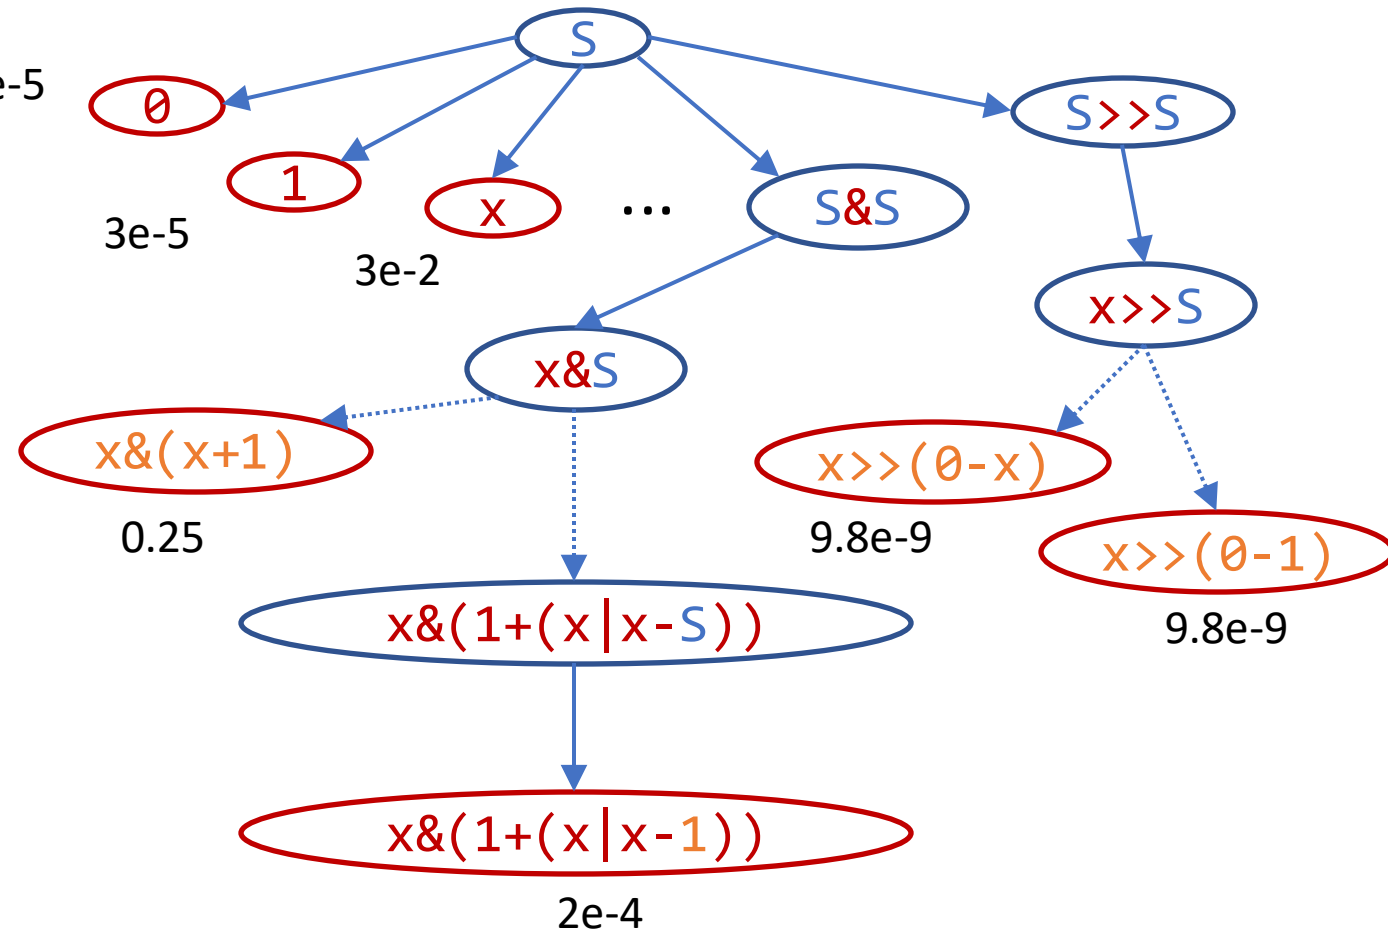 S
e-5
0
S>>S
1
x
...
S&S
3e-5
3e-2
x>>S
x&S
x&(x+1)
x>>(0-x)
0.25
9.8e-9
x>>(0-1)
x&(1+(x|x-S))
9.8e-9
x&(1+(x|x-1))
2e-4